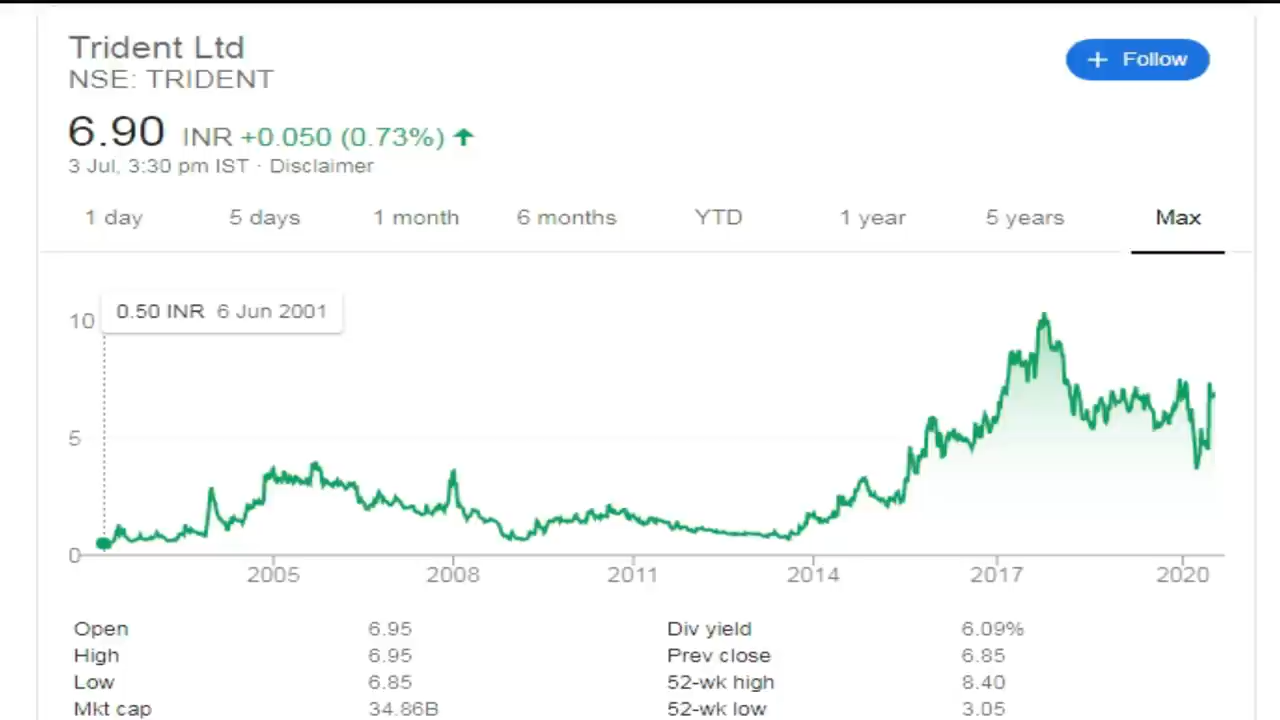 Trident Ltd
+ Follow
NSE: TRIDENT
6.90 INR +0.050 (0.73%) ↑
3 Jul, 3:30 pm IST · Disclaimer
1 day 5 days 1 month 6 months YTD 1 year 5 years Max
0.50 INR 6 Jun 2001
10
5
0
2005 2008 2011 2014 2017 2020
Open 6.95 Div yield 6.09%
High 6.95 Prev close 6.85
Low 6.85 52-wk high 8.40
Mkt cap 34.86B 52-wk low 3.05